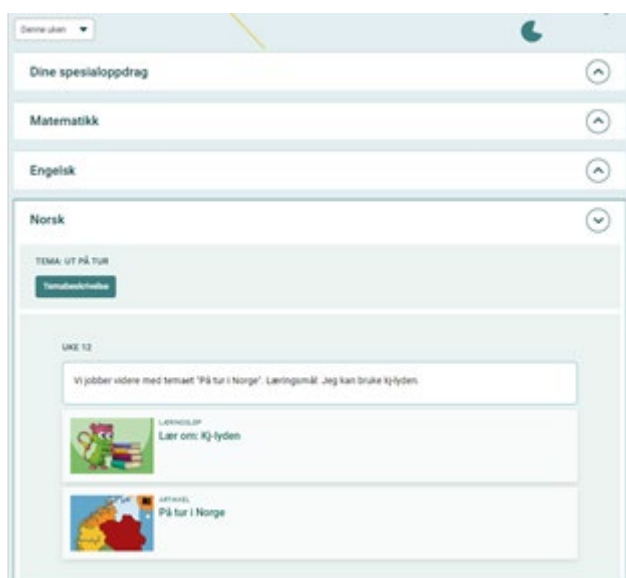 Denne uken
Dine spesialoppdrag
Matematikk
Engelsk
Norsk
TEMA: UT PÅ TUR
Temabeskrivelse
UKE 12
Vi jobber videre med temaet "På tur i Norge". Læringsmål: Jeg kan bruke kj-lyden.
LÆRINGSLØP
Lær om: Kj-lyden
ARTIKKEL
På tur i Norge